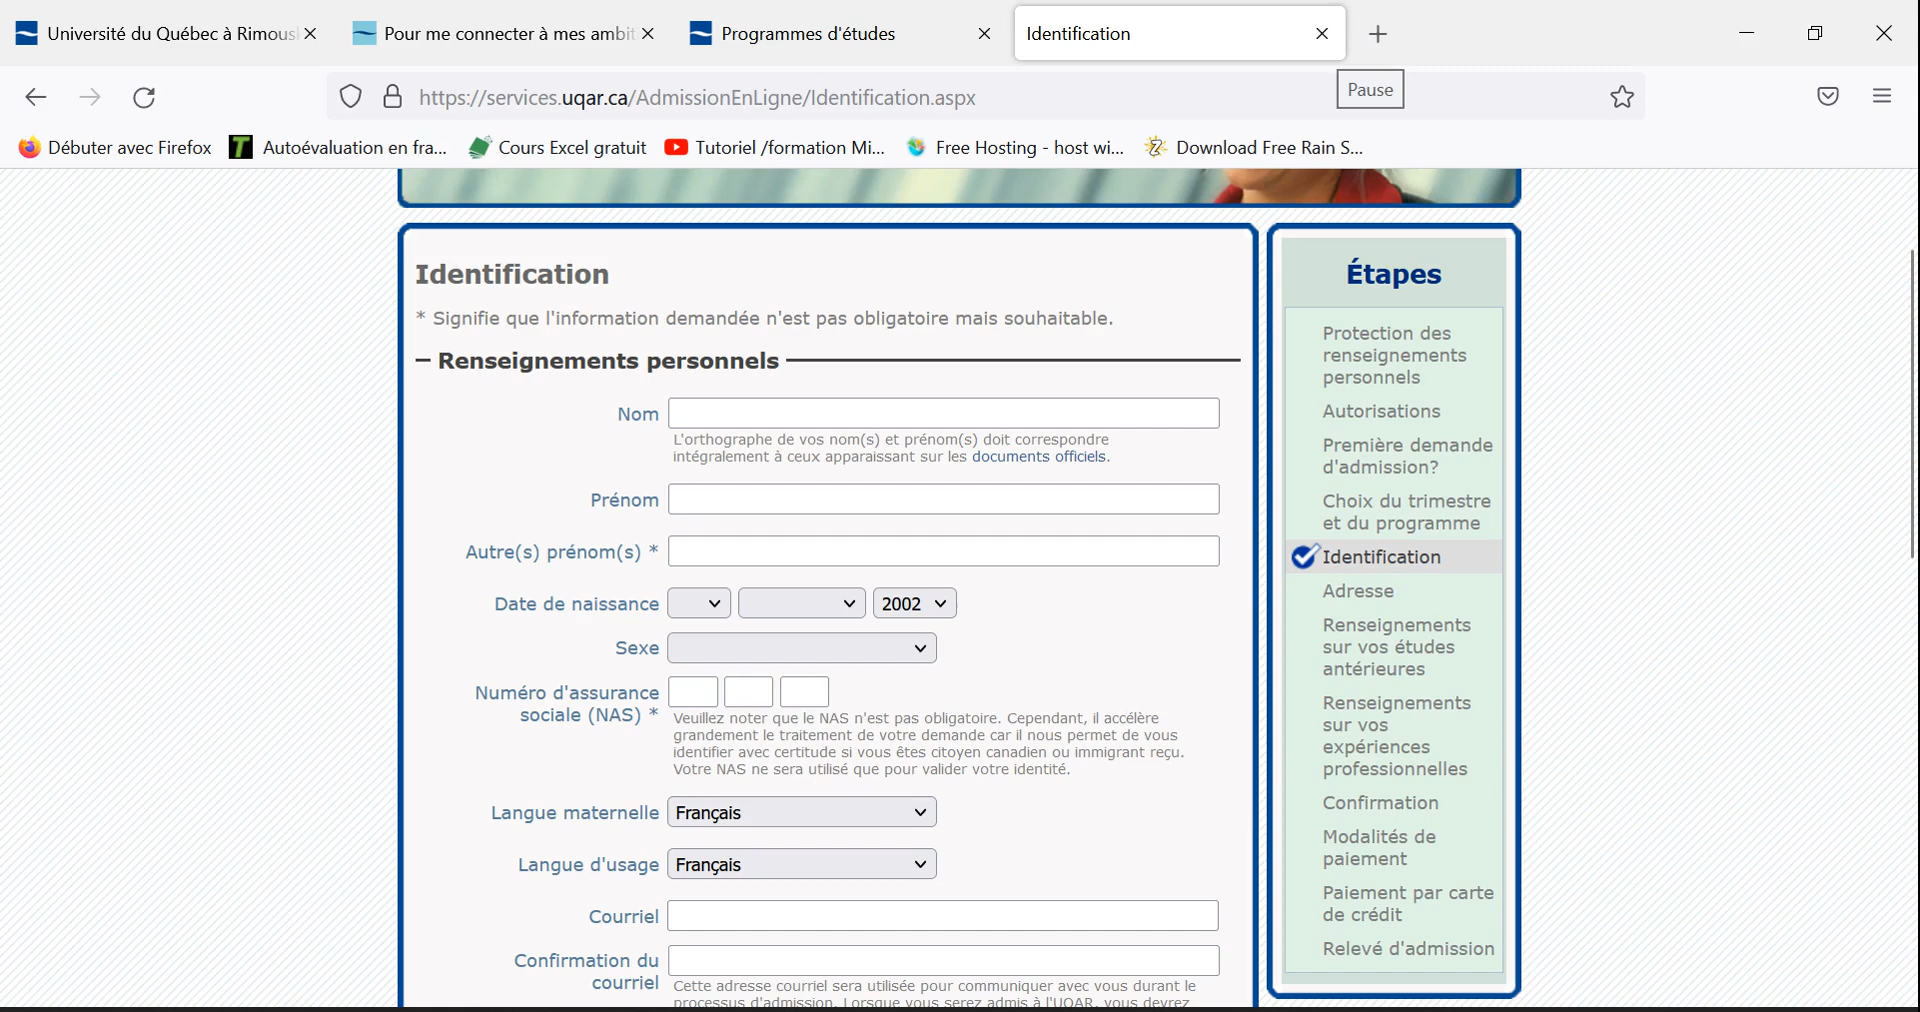 Université du Québec à Rimous
Pour me connecter à mes ambit
Programmes d'études
Identification
https://services.uqar.ca/AdmissionEnLigne/Identification.aspx
Pause
Débuter avec Firefox
Autoévaluation en fra...
Cours Excel gratuit
Tutoriel /formation Mi...
Free Hosting - host wi...
Download Free Rain S...
Identification
* Signifie que l'information demandée n'est pas obligatoire mais souhaitable.
Renseignements personnels
Nom
L'orthographe de vos nom(s) et prénom(s) doit correspondre
intégralement à ceux apparaissant sur les documents officiels.
Prénom
Autre(s) prénom(s) *
Date de naissance
2002
Sexe
Numéro d'assurance
sociale (NAS) *
Veuillez noter que le NAS n'est pas obligatoire. Cependant, il accélère
grandement le traitement de votre demande car il nous permet de vous
identifier avec certitude si vous êtes citoyen canadien ou immigrant reçu.
Votre NAS ne sera utilisé que pour valider votre identité.
Langue maternelle
Français
Langue d'usage
Français
Courriel
Confirmation du
courriel
Cette adresse courriel sera utilisée pour communiquer avec vous durant le
processus d'admission. Lorsque vous serez admis à l'UQAR, vous devrez
Étapes
Protection des
renseignements
personnels
Autorisations
Première demande
d'admission?
Choix du trimestre
et du programme
Identification
Adresse
Renseignements
sur vos études
antérieures
Renseignements
sur vos
expériences
professionnelles
Confirmation
Modalités de
paiement
Paiement par carte
de crédit
Relevé d'admission